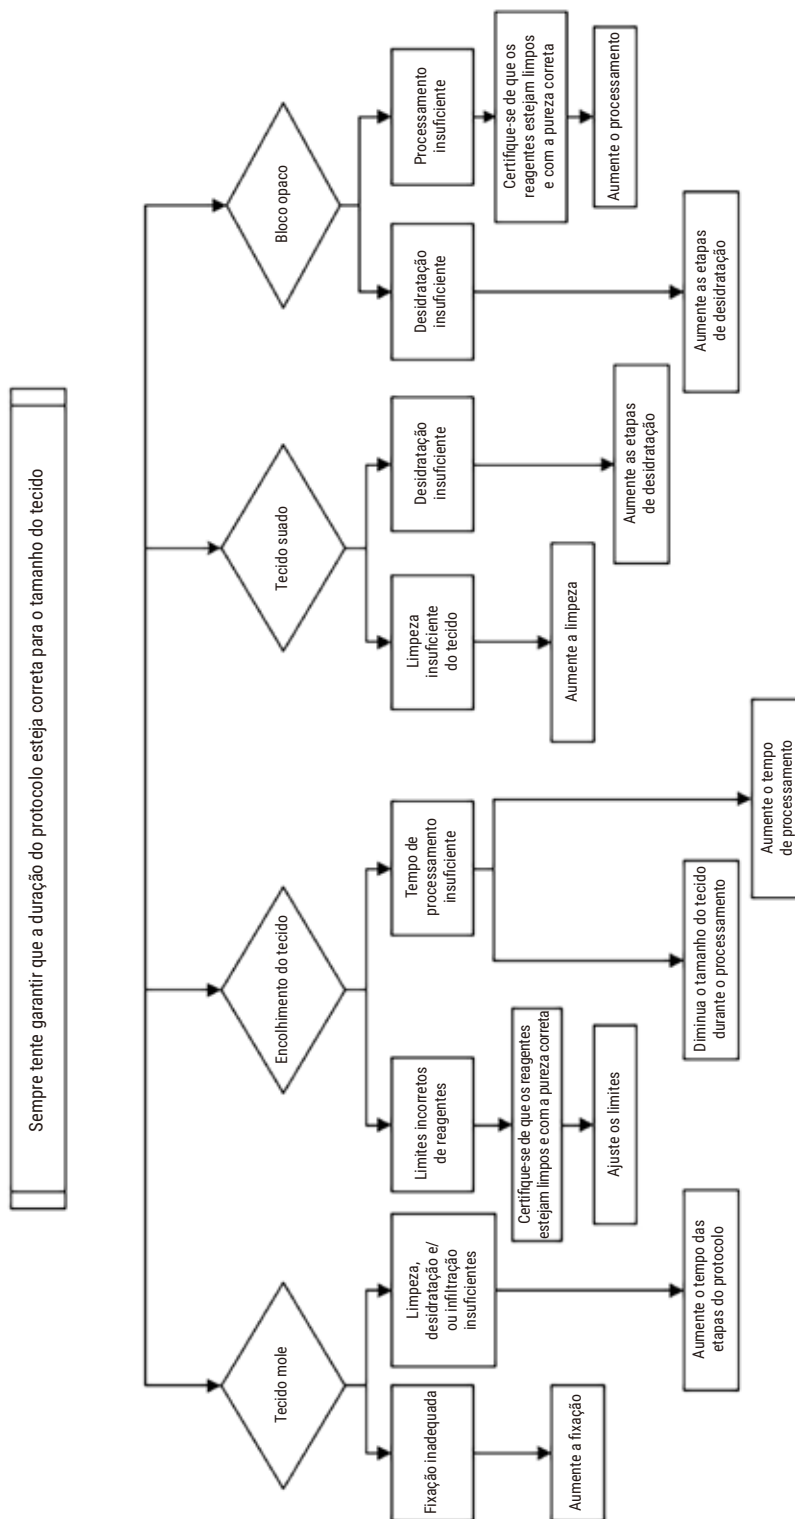 Sempre tente garantir que a duração do protocolo esteja correta para o tamanho do tecido
Tecido mole
Encolhimento do tecido
Tecido suado
Bloco opaco
Fixação inadequada
Limpeza,
desidratação e/
ou infiltração
insuficientes
Limites incorretos
de reagentes
Tempo de
processamento
insuficiente
Limpeza
insuficiente
do tecido
Desidratação
insuficiente
Desidratação
insuficiente
Processamento
insuficiente
Certifique-se de que os reagentes
estejam limpos e com a pureza correta
Certifique-se de que os
reagentes estejam limpos
e com a pureza correta
Aumente a fixação
Ajuste os limites
Aumente a limpeza
Aumente as etapas
de desidratação
Aumente o processamento
Aumente o tempo das
etapas do protocolo
Diminua o tamanho do tecido
durante o processamento
Aumente as etapas
de desidratação
Aumente o tempo
de processamento